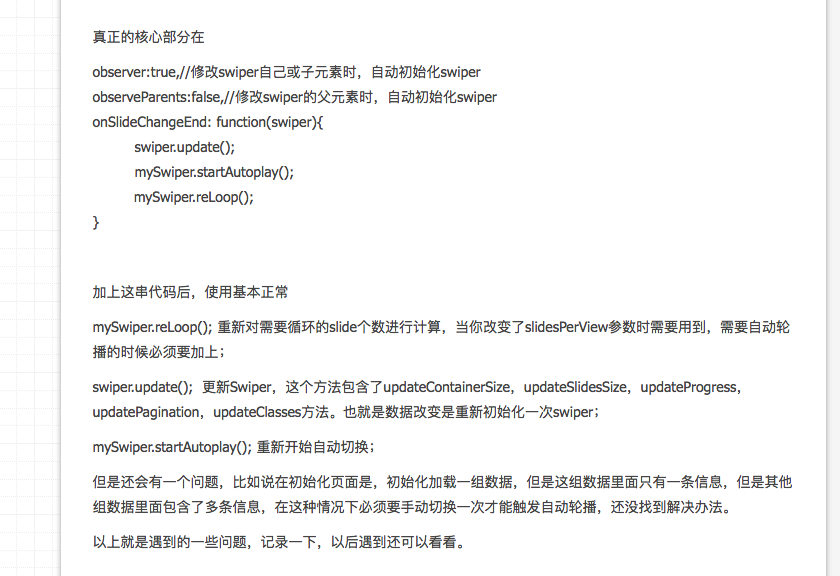 真正的核心部分在
observer:true,//修改swiper自己或子元素时，自动初始化swiper
observeParents:false,//修改swiper的父元素时，自动初始化swiper
onSlideChangeEnd: function(swiper){
swiper.update();
mySwiper.startAutoplay();
mySwiper.reLoop();
}
加上这串代码后，使用基本正常
mySwiper.reLoop(); 重新对需要循环的slide个数进行计算，当你改变了slidesPerView参数时需要用到，需要自动轮
播的时候必须要加上；
swiper.update();  更新Swiper，这个方法包含了updateContainerSize，updateSlidesSize，updateProgress，
updatePagination，updateClasses方法。也就是数据改变是重新初始化一次swiper；
mySwiper.startAutoplay(); 重新开始自动切换；
但是还会有一个问题，比如说在初始化页面是，初始化加载一组数据，但是这组数据里面只有一条信息，但是其他
组数据里面包含了多条信息，在这种情况下必须要手动切换一次才能触发自动轮播，还没找到解决办法。
以上就是遇到的一些问题，记录一下，以后遇到还可以看看。